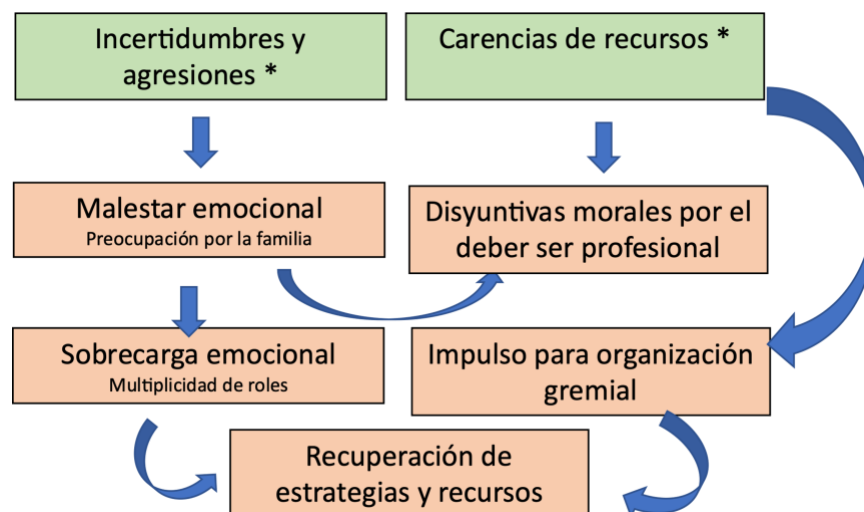 Incertidumbres y
agresiones *
Carencias de recursos *
Malestar emocional
Preocupación por la familia
Disyuntivas morales por el
deber ser profesional
Sobrecarga emocional
Multiplicidad de roles
Impulso para organización
gremial
Recuperación de
estrategias y recursos